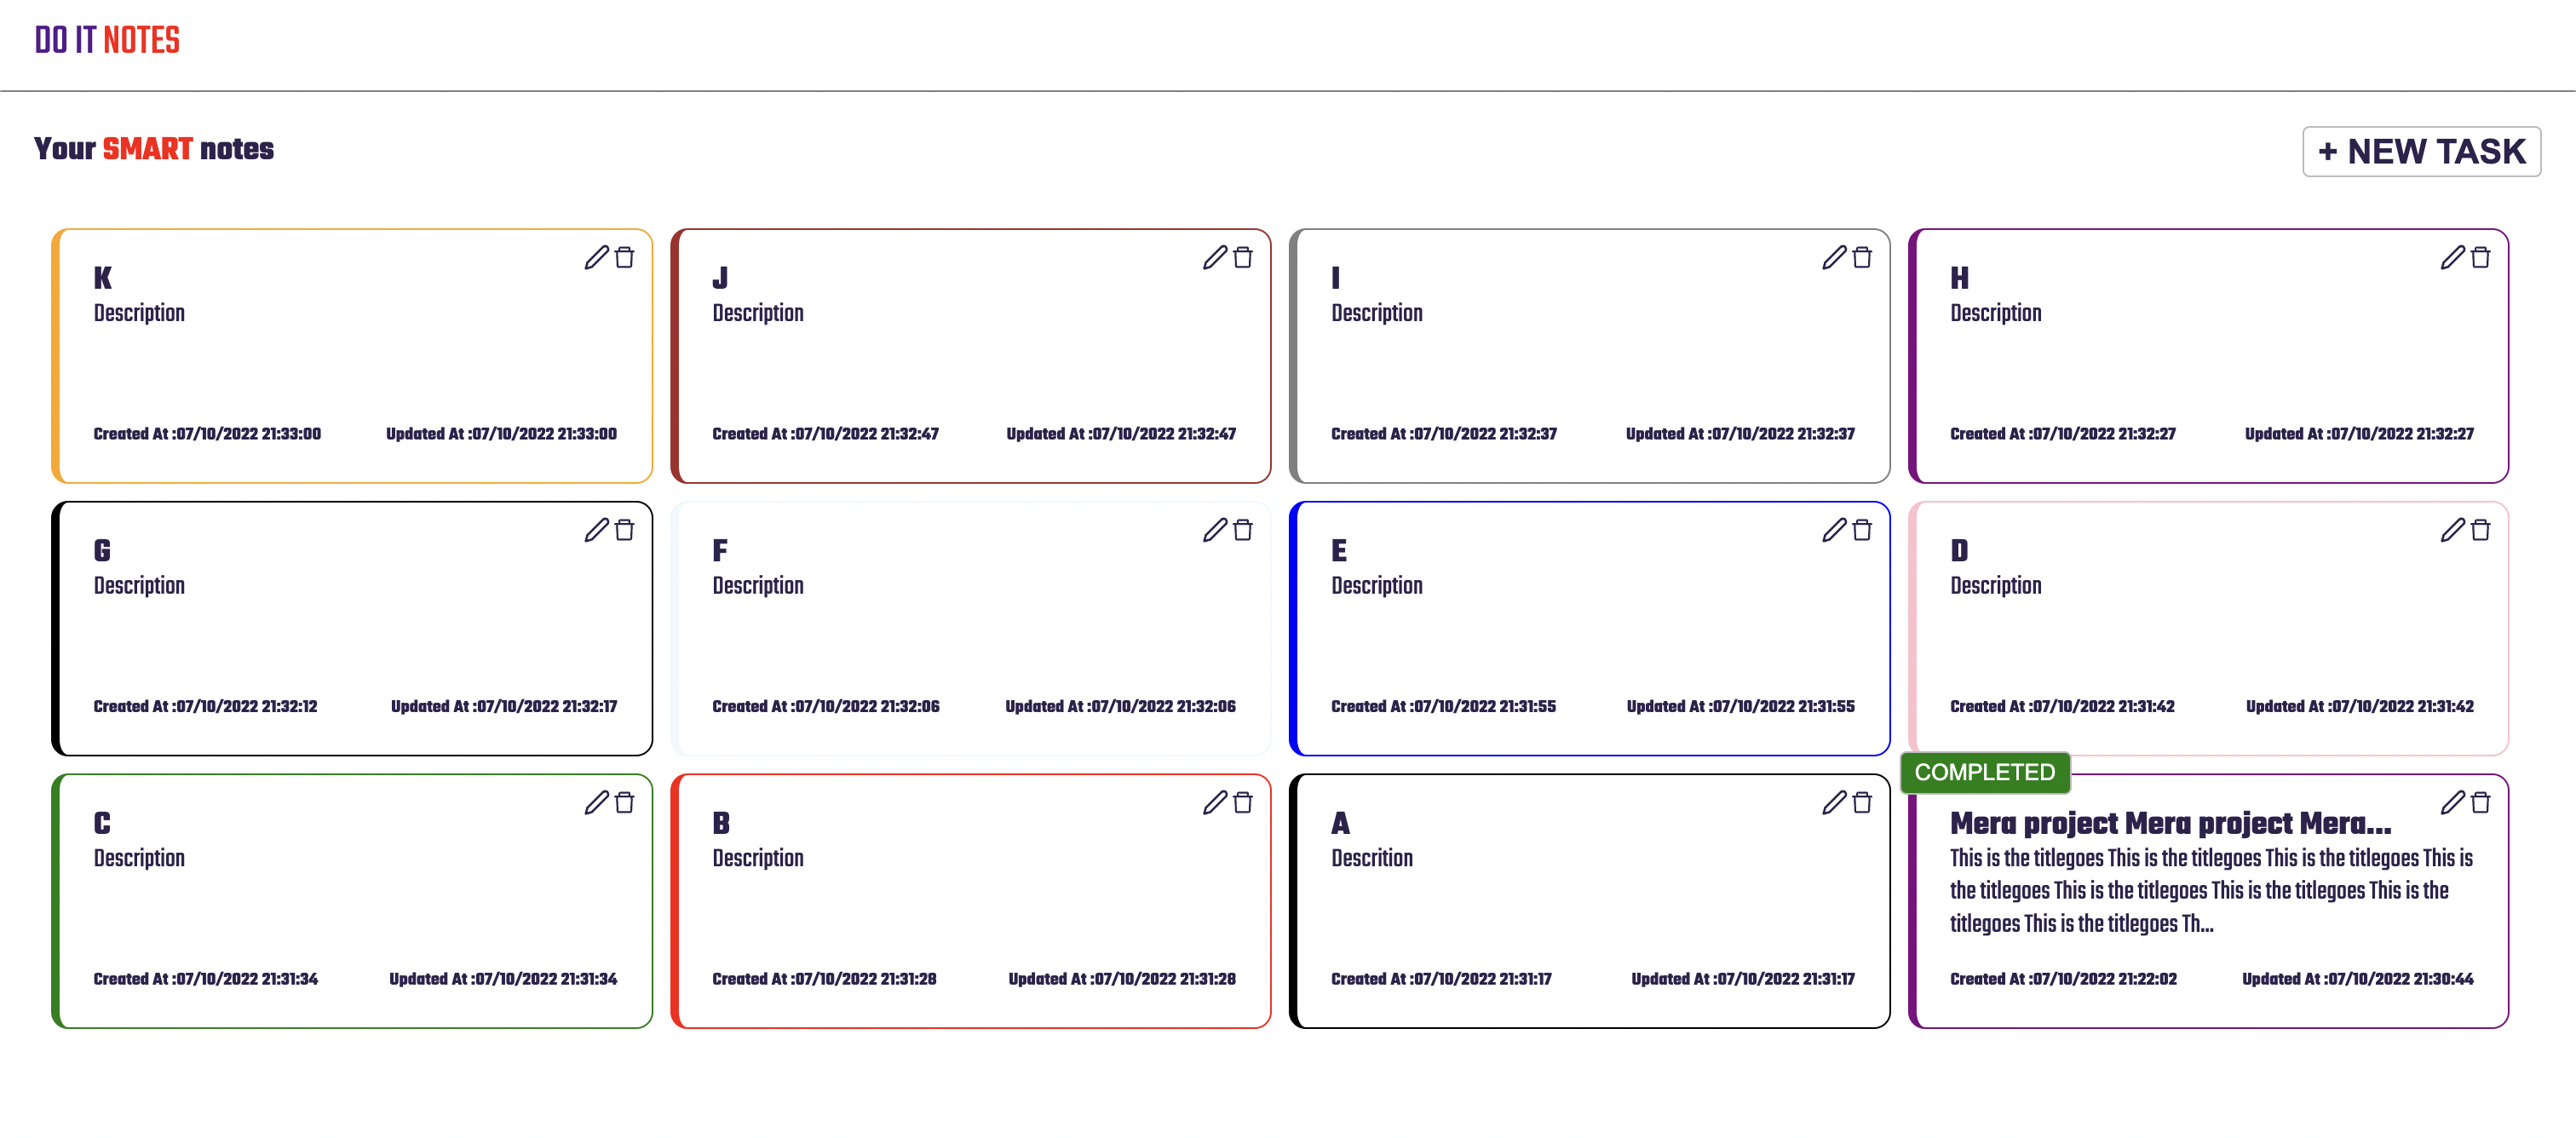 DO IT NOTES
Your SMART notes
+ NEW TASK
K
Description
Created At :07/10/2022 21:33:00 Updated At :07/10/2022 21:33:00
J
Description
Created At :07/10/2022 21:32:47 Updated At :07/10/2022 21:32:47
I
Description
Created At :07/10/2022 21:32:37 Updated At :07/10/2022 21:32:37
H
Description
Created At :07/10/2022 21:32:27 Updated At :07/10/2022 21:32:27
G
Description
Created At :07/10/2022 21:32:12 Updated At :07/10/2022 21:32:17
F
Description
Created At :07/10/2022 21:32:06 Updated At :07/10/2022 21:32:06
E
Description
Created At :07/10/2022 21:31:55 Updated At :07/10/2022 21:31:55
D
Description
Created At :07/10/2022 21:31:42 Updated At :07/10/2022 21:31:42
C
Description
Created At :07/10/2022 21:31:34 Updated At :07/10/2022 21:31:34
B
Description
Created At :07/10/2022 21:31:28 Updated At :07/10/2022 21:31:28
A
Descrition
Created At :07/10/2022 21:31:17 Updated At :07/10/2022 21:31:17
COMPLETED
Mera project Mera project Mera...
This is the titlegoes This is the titlegoes This is the titlegoes This is
the titlegoes This is the titlegoes This is the titlegoes This is the
titlegoes This is the titlegoes Th...
Created At :07/10/2022 21:22:02 Updated At :07/10/2022 21:30:44